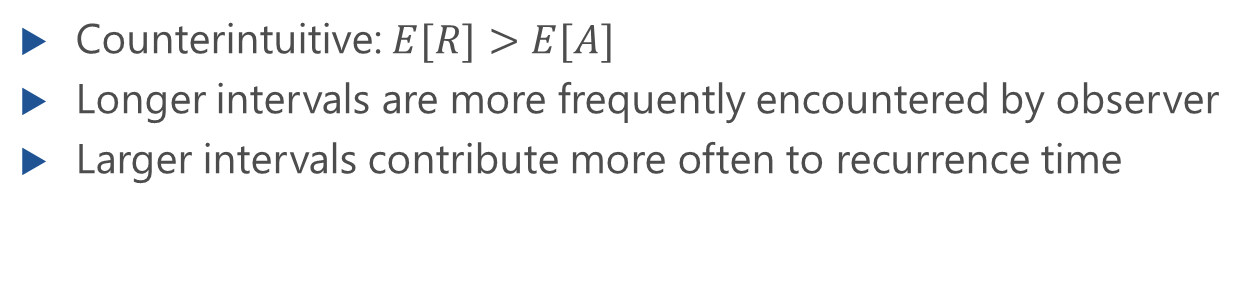 Counterintuitive: E[R] > E[A]
Longer intervals are more frequently encountered by observer
Larger intervals contribute more often to recurrence time